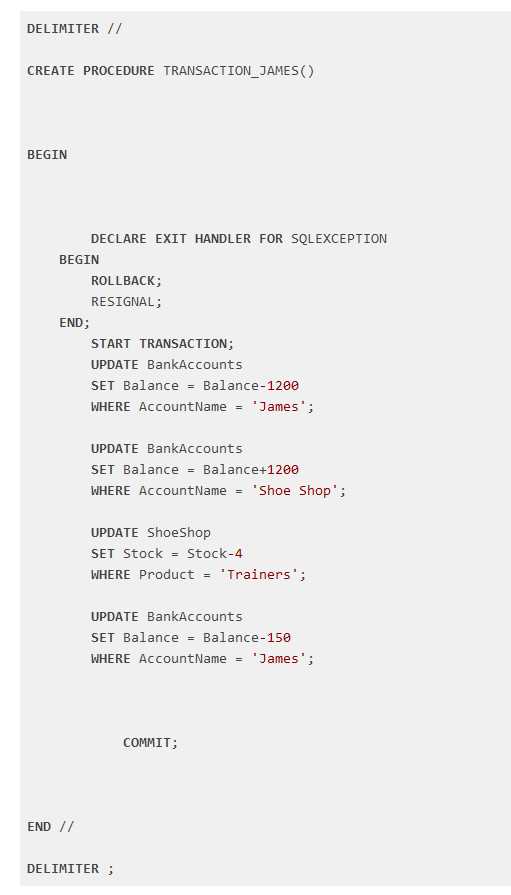 DELIMITER //
CREATE PROCEDURE TRANSACTION_JAMES()
BEGIN
DECLARE EXIT HANDLER FOR SQLEXCEPTION
BEGIN
ROLLBACK;
RESIGNAL;
END;
START TRANSACTION;
UPDATE BankAccounts
SET Balance = Balance-1200
WHERE AccountName = 'James';
UPDATE BankAccounts
SET Balance = Balance+1200
WHERE AccountName = 'Shoe Shop';
UPDATE ShoeShop
SET Stock = Stock-4
WHERE Product = 'Trainers';
UPDATE BankAccounts
SET Balance = Balance-150
WHERE AccountName = 'James';
COMMIT;
END //
DELIMITER ;